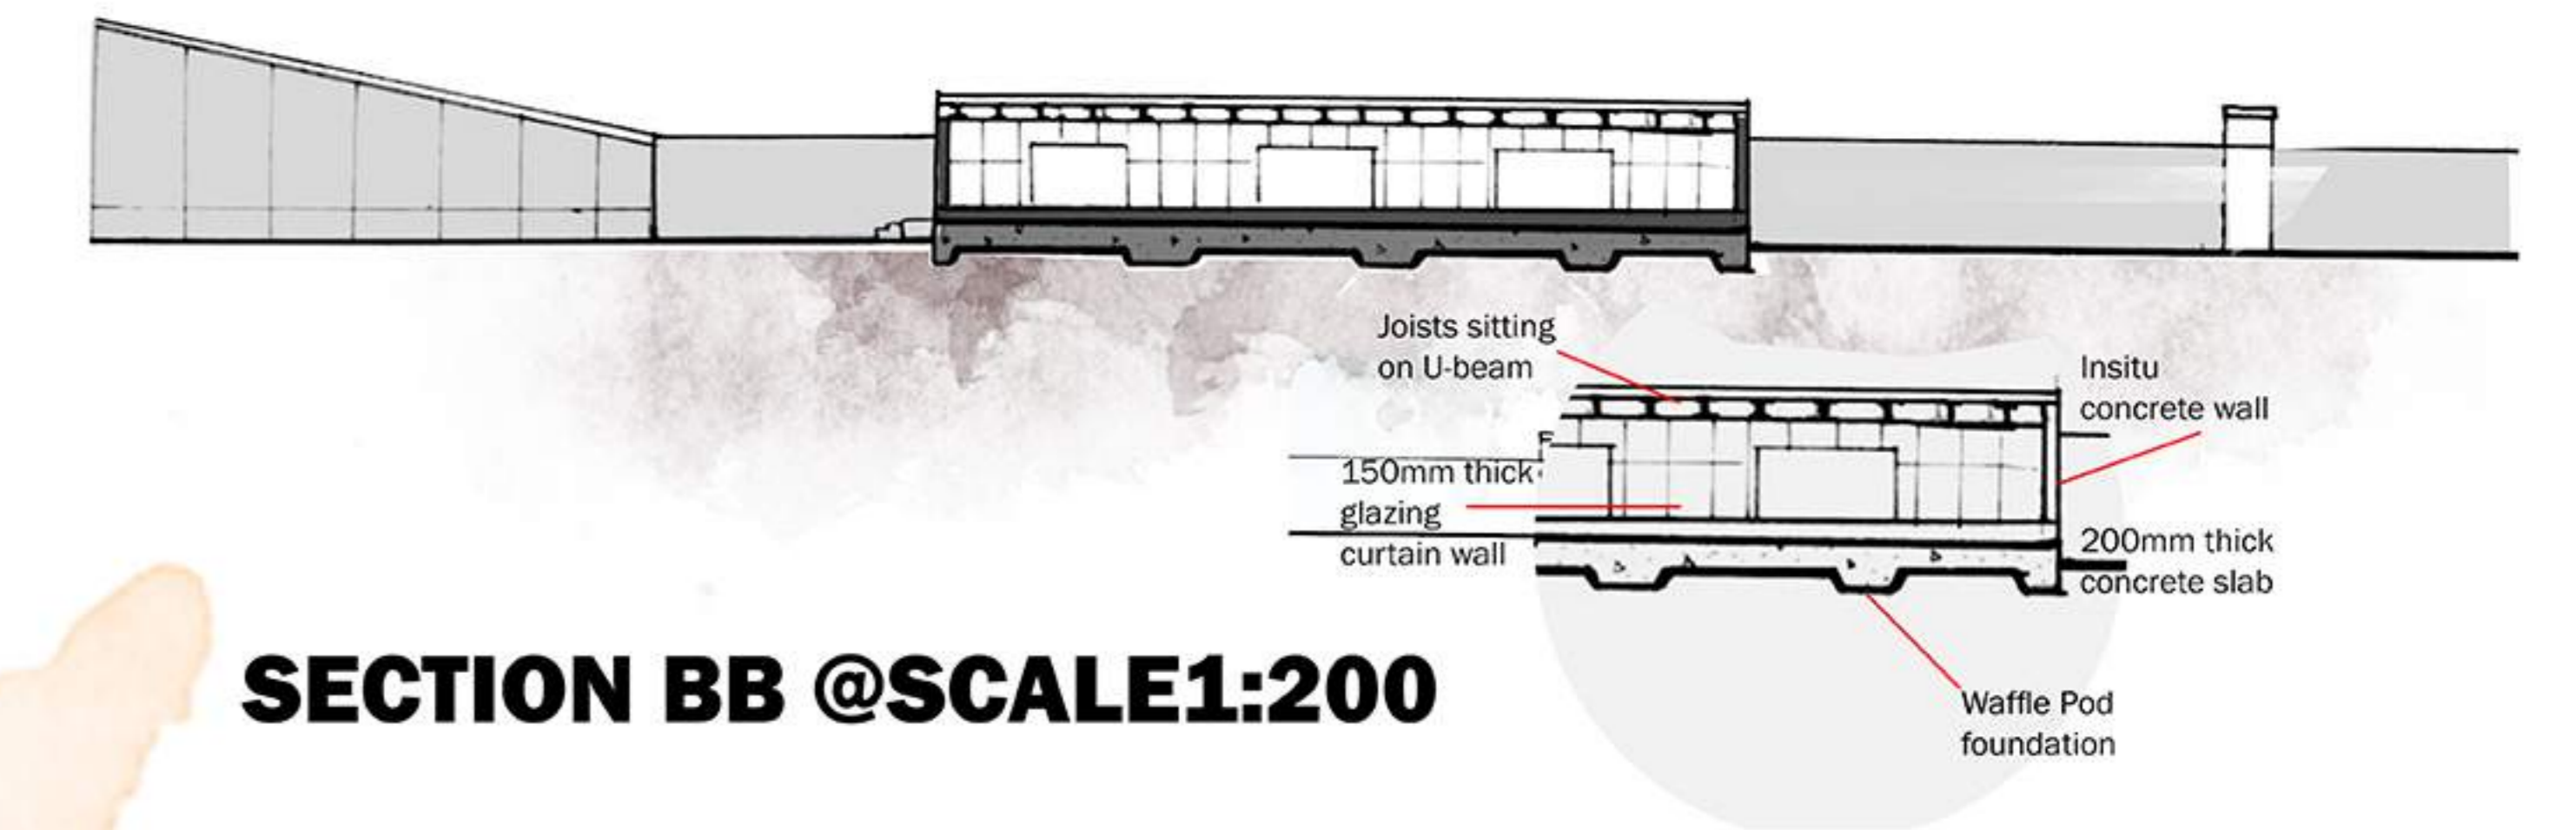 Joists sitting
on U-beam
Insitu
concrete wall
150mm thick
glazing
curtain wall
200mm thick
concrete slab
SECTION BB @SCALE1:200
Waffle Pod
foundation